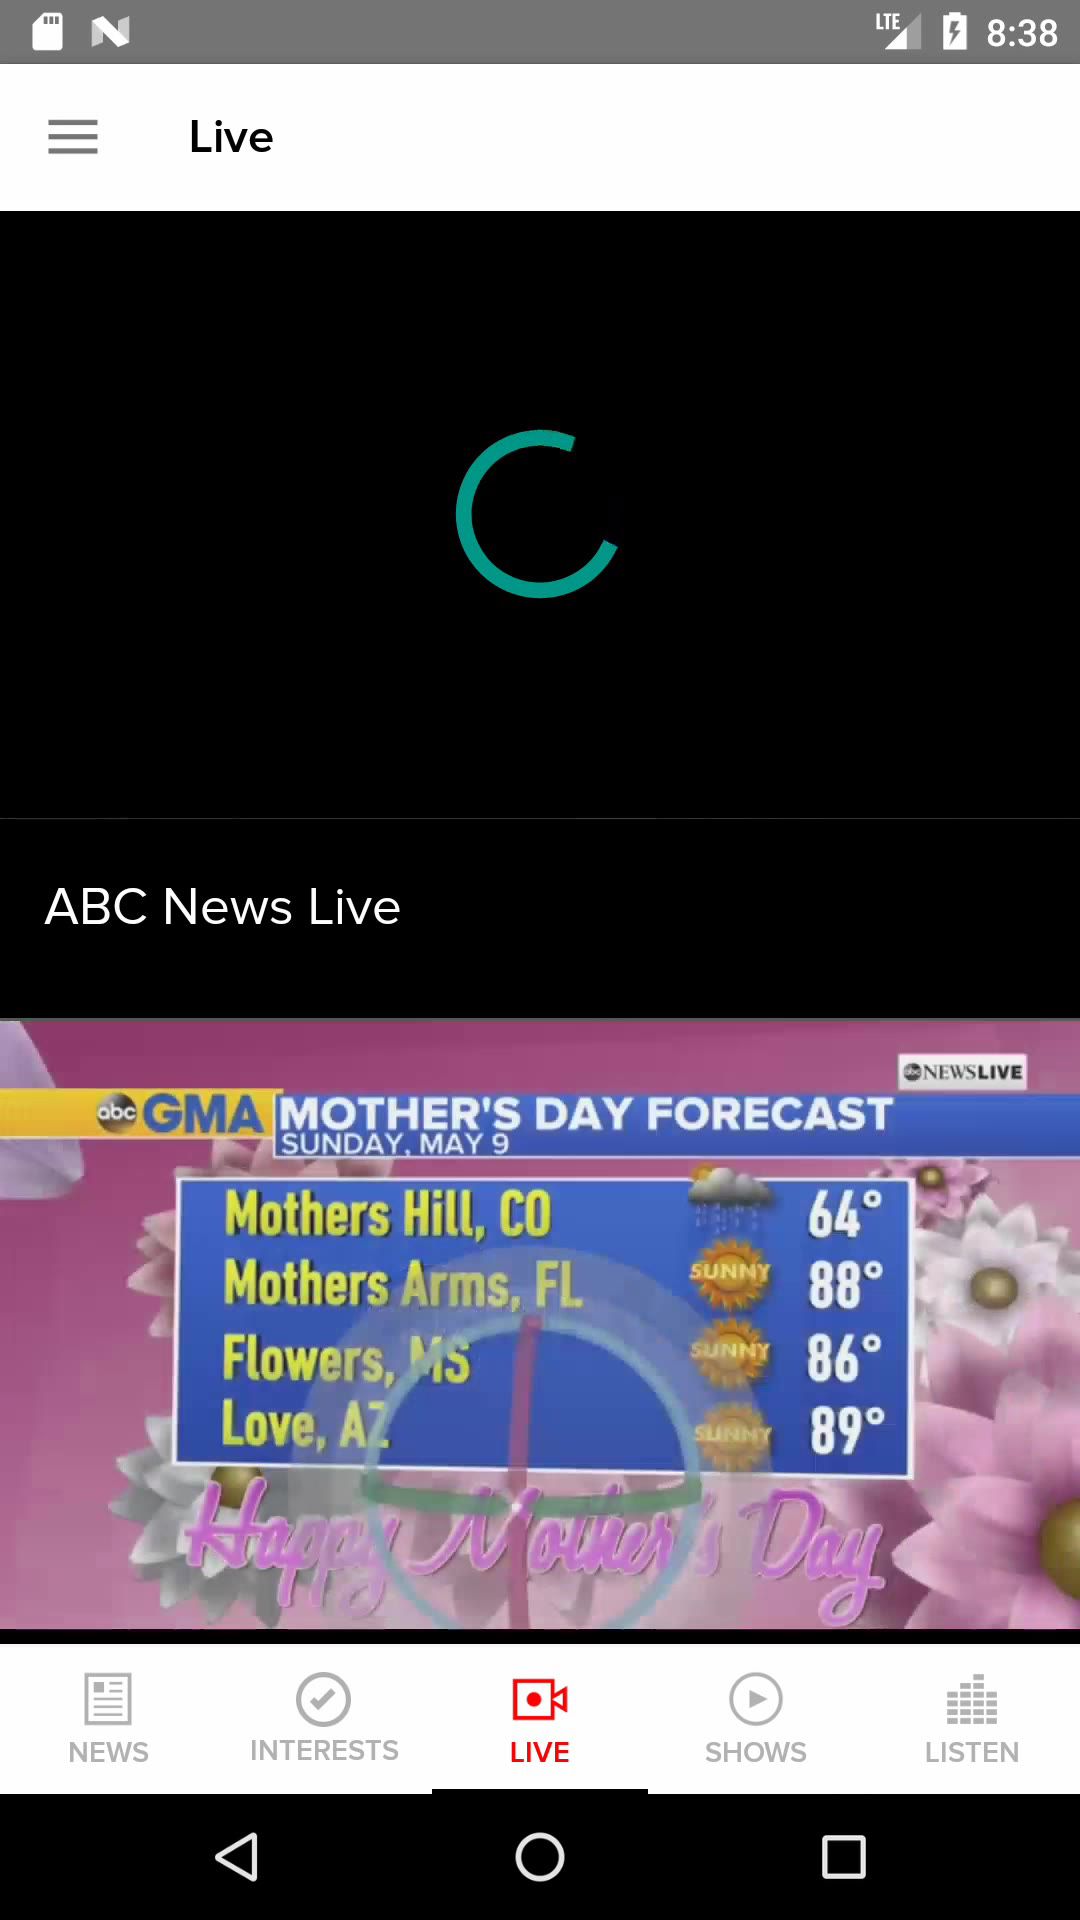 LTE 8:38
Live
ABC News Live
abc NEWSLIVE
abc GMA MOTHER'S DAY FORECAST
SUNDAY, MAY 9
Mothers Hill, CO 64°
Mothers Arms, FL SUNNY 88°
Flowers, MS SUNNY 86°
Love, AZ SUNNY 89°
Happy Mother's Day
NEWS INTERESTS LIVE SHOWS LISTEN